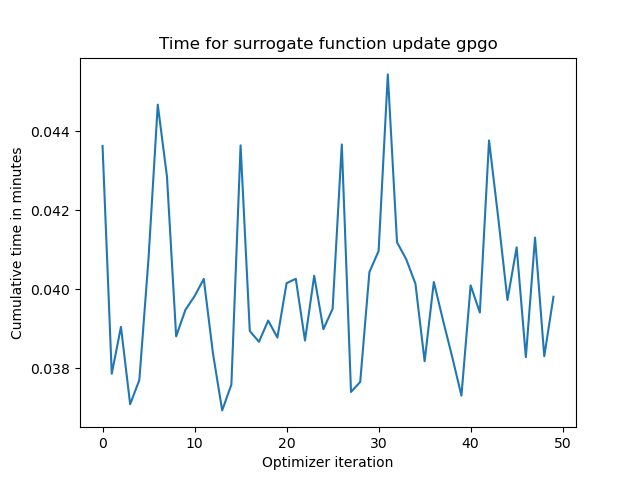 Time for surrogate function update gpgo
Cumulative time in minutes
0.044
0.042
0.040
0.038
0 10 20 30 40 50
Optimizer iteration